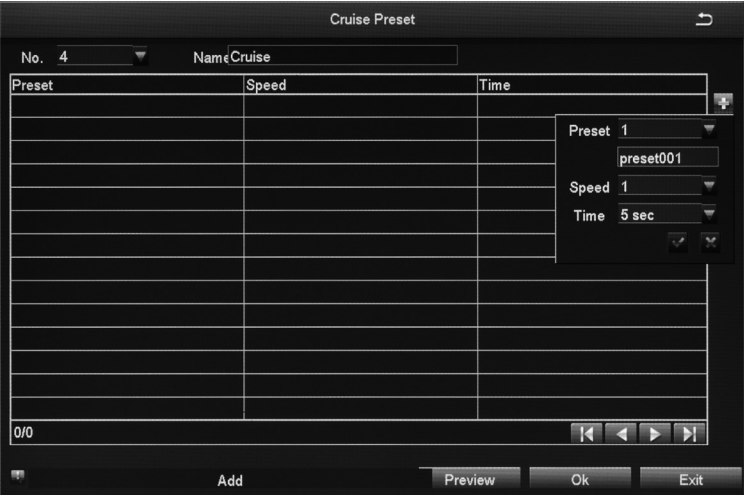 Cruise Preset
No. 4 Name Cruise
Preset Speed Time
Preset 1
preset001
Speed 1
Time 5 sec
0/0
Add Preview Ok Exit